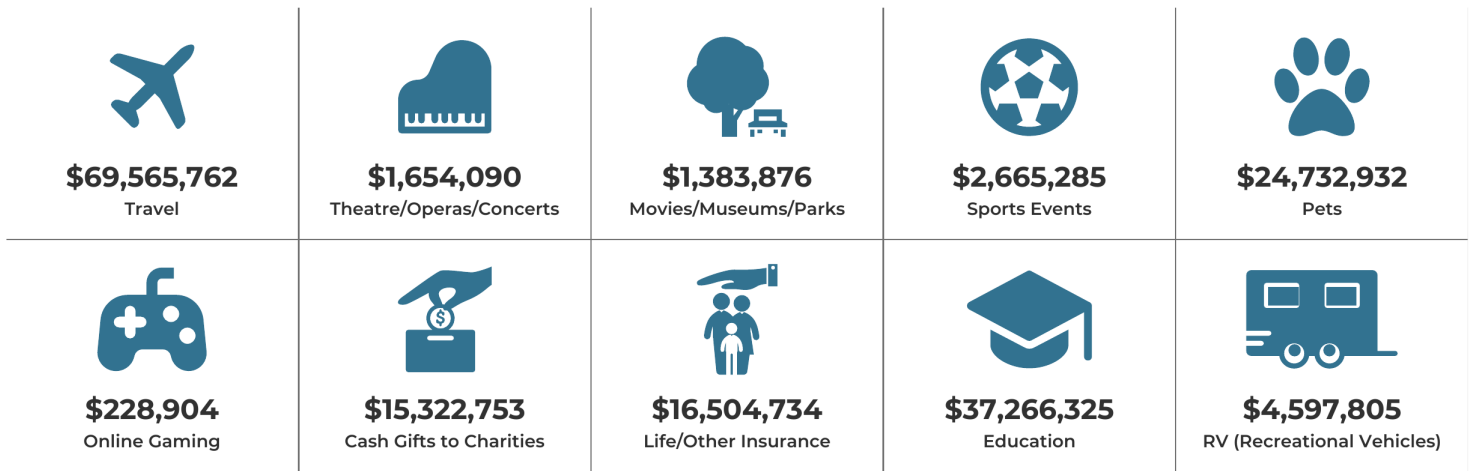 $69,565,762
Travel
$1,654,090
Theatre/Operas/Concerts
$1,383,876
Movies/Museums/Parks
$2,665,285
Sports Events
$24,732,932
Pets
$228,904
Online Gaming
$
$15,322,753
Cash Gifts to Charities
$16,504,734
Life/Other Insurance
$37,266,325
Education
$4,597,805
RV (Recreational Vehicles)